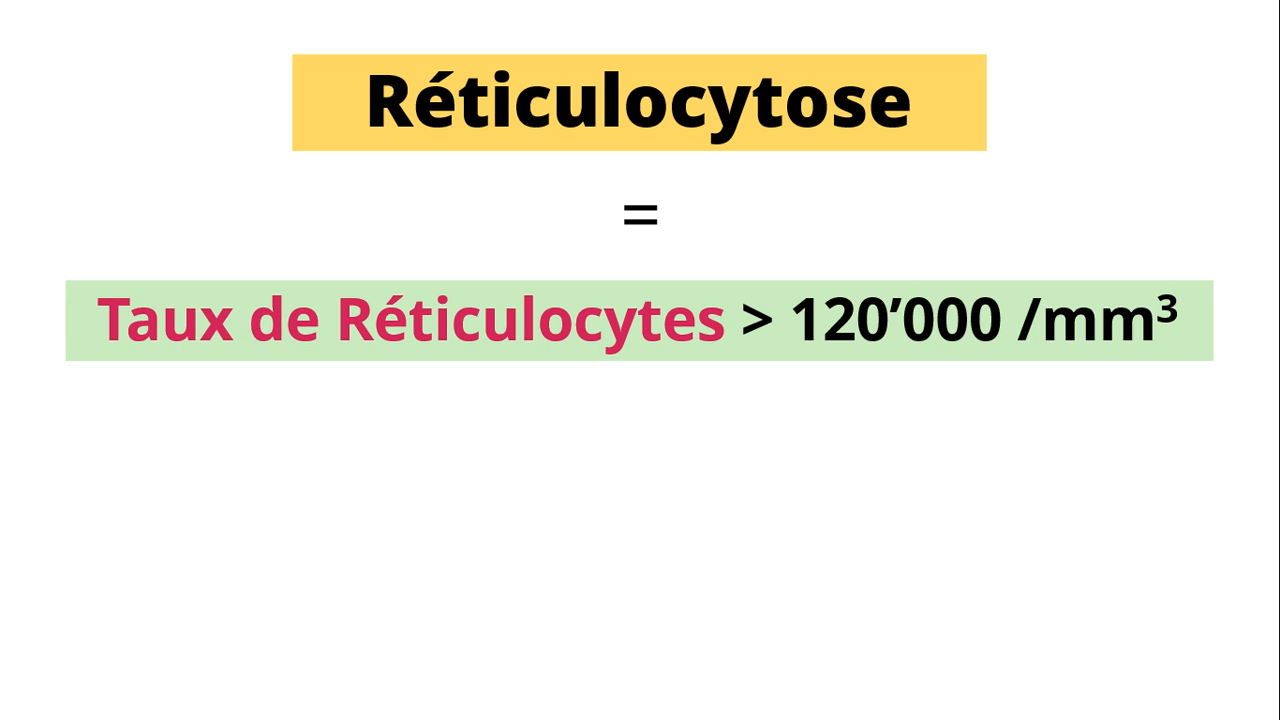 Réticulocytose
=
Taux de Réticulocytes > 120’000 /mm³